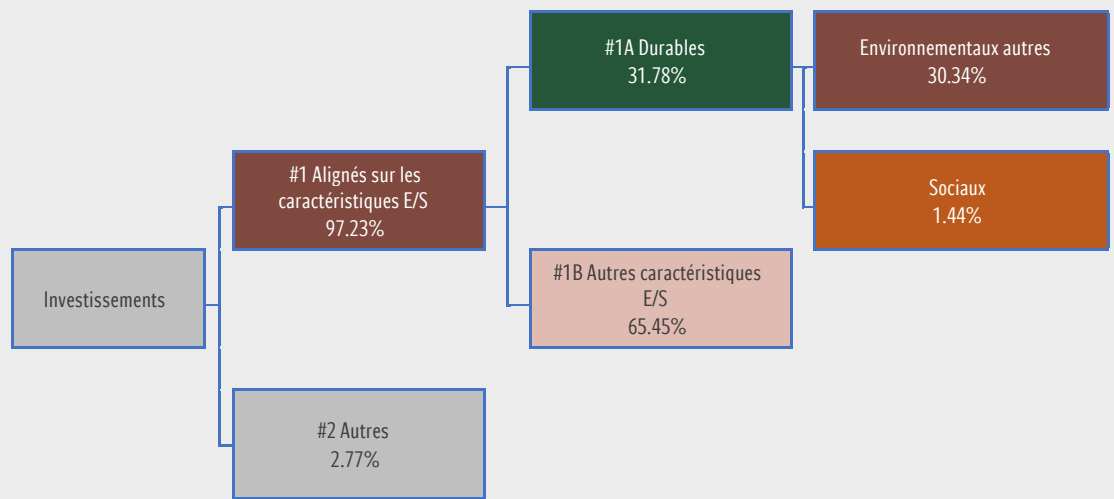 #1A Durables
31.78%
Environnementaux autres
30.34%
#1 Alignés sur les
caractéristiques E/S
97.23%
Sociaux
1.44%
Investissements
#1B Autres caractéristiques
E/S
65.45%
#2 Autres
2.77%